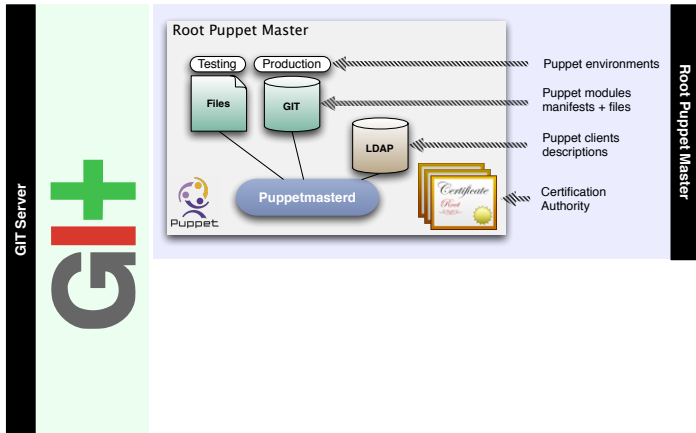 Root Puppet Master
Testing
Production
Puppet environments
Files
GIT
Puppet modules
manifests + files
LDAP
Puppet clients
descriptions
Puppetmasterd
Puppet
Certificate
Root
Certification
Authority
GIT Server
GIt
Root Puppet Master